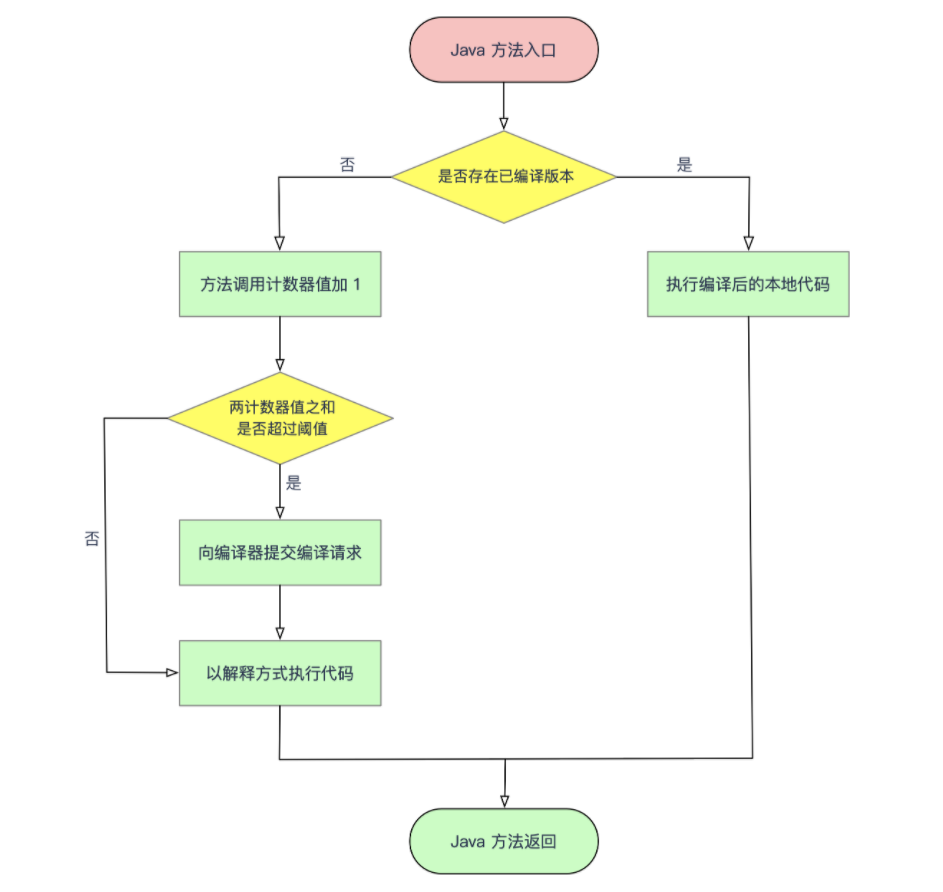 Java 方法入口
否
是
是否存在已编译版本
方法调用计数器值加 1
执行编译后的本地代码
两计数器值之和
是否超过阈值
是
否
向编译器提交编译请求
以解释方式执行代码
Java 方法返回